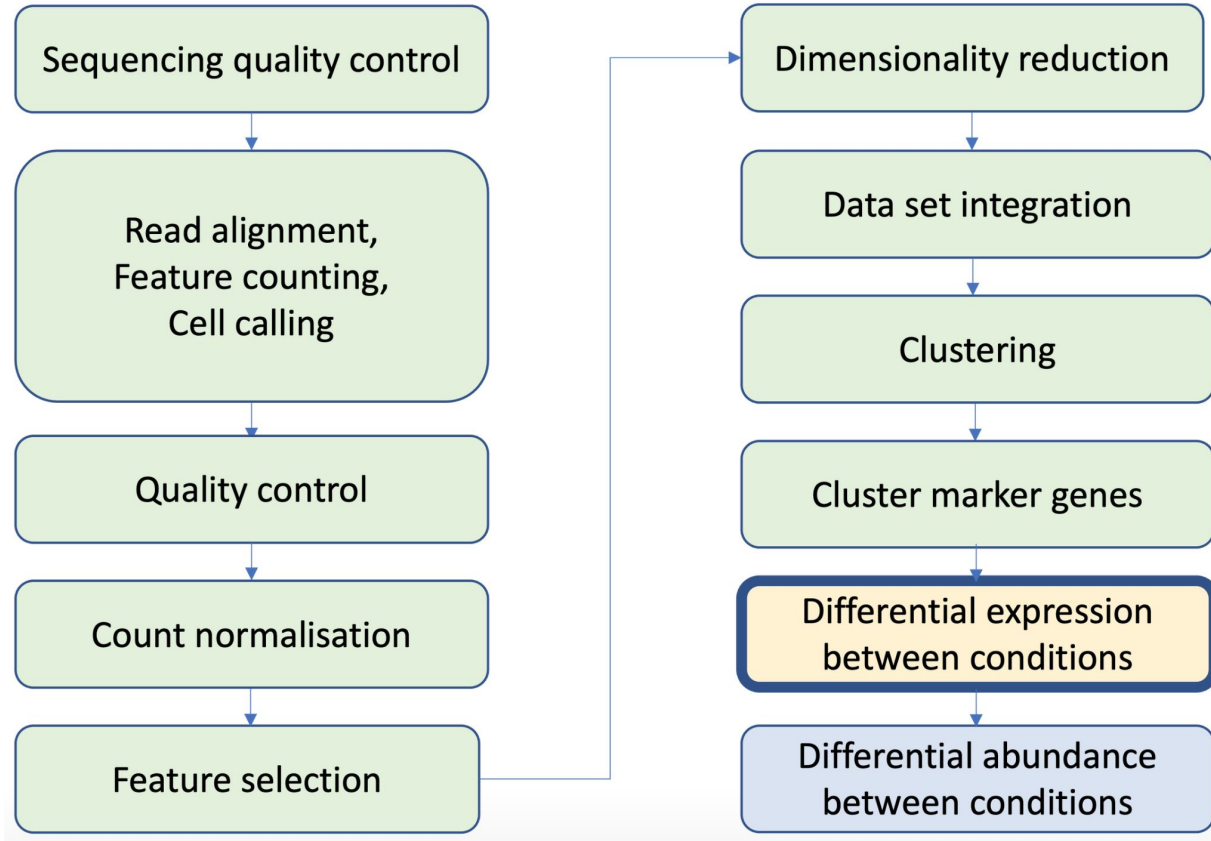 Sequencing quality control
Read alignment,
Feature counting,
Cell calling
Quality control
Count normalisation
Feature selection
Dimensionality reduction
Data set integration
Clustering
Cluster marker genes
Differential expression
between conditions
Differential abundance
between conditions